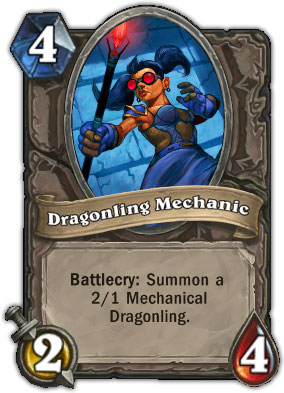 4
Dragonling Mechanic
Battlecry: Summon a
2/1 Mechanical
Dragonling.
2
4